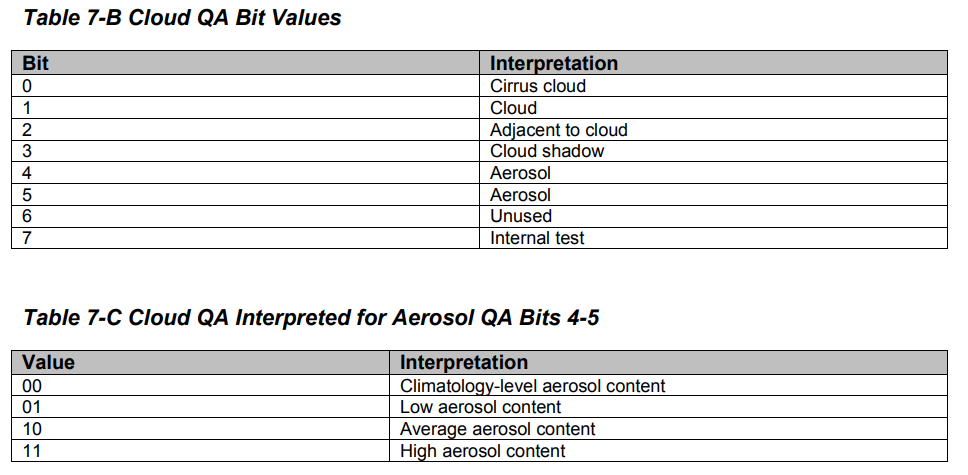 Table 7-B Cloud QA Bit Values
Bit Interpretation
0 Cirrus cloud
1 Cloud
2 Adjacent to cloud
3 Cloud shadow
4 Aerosol
5 Aerosol
6 Unused
7 Internal test
Table 7-C Cloud QA Interpreted for Aerosol QA Bits 4-5
Value Interpretation
00 Climatology-level aerosol content
01 Low aerosol content
10 Average aerosol content
11 High aerosol content